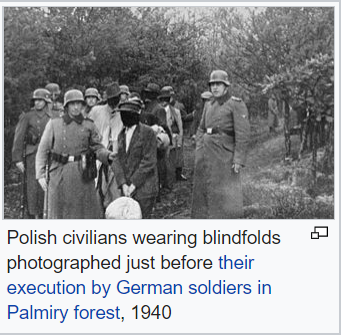 Polish civilians wearing blindfolds
photographed just before their
execution by German soldiers in
Palmiry forest, 1940